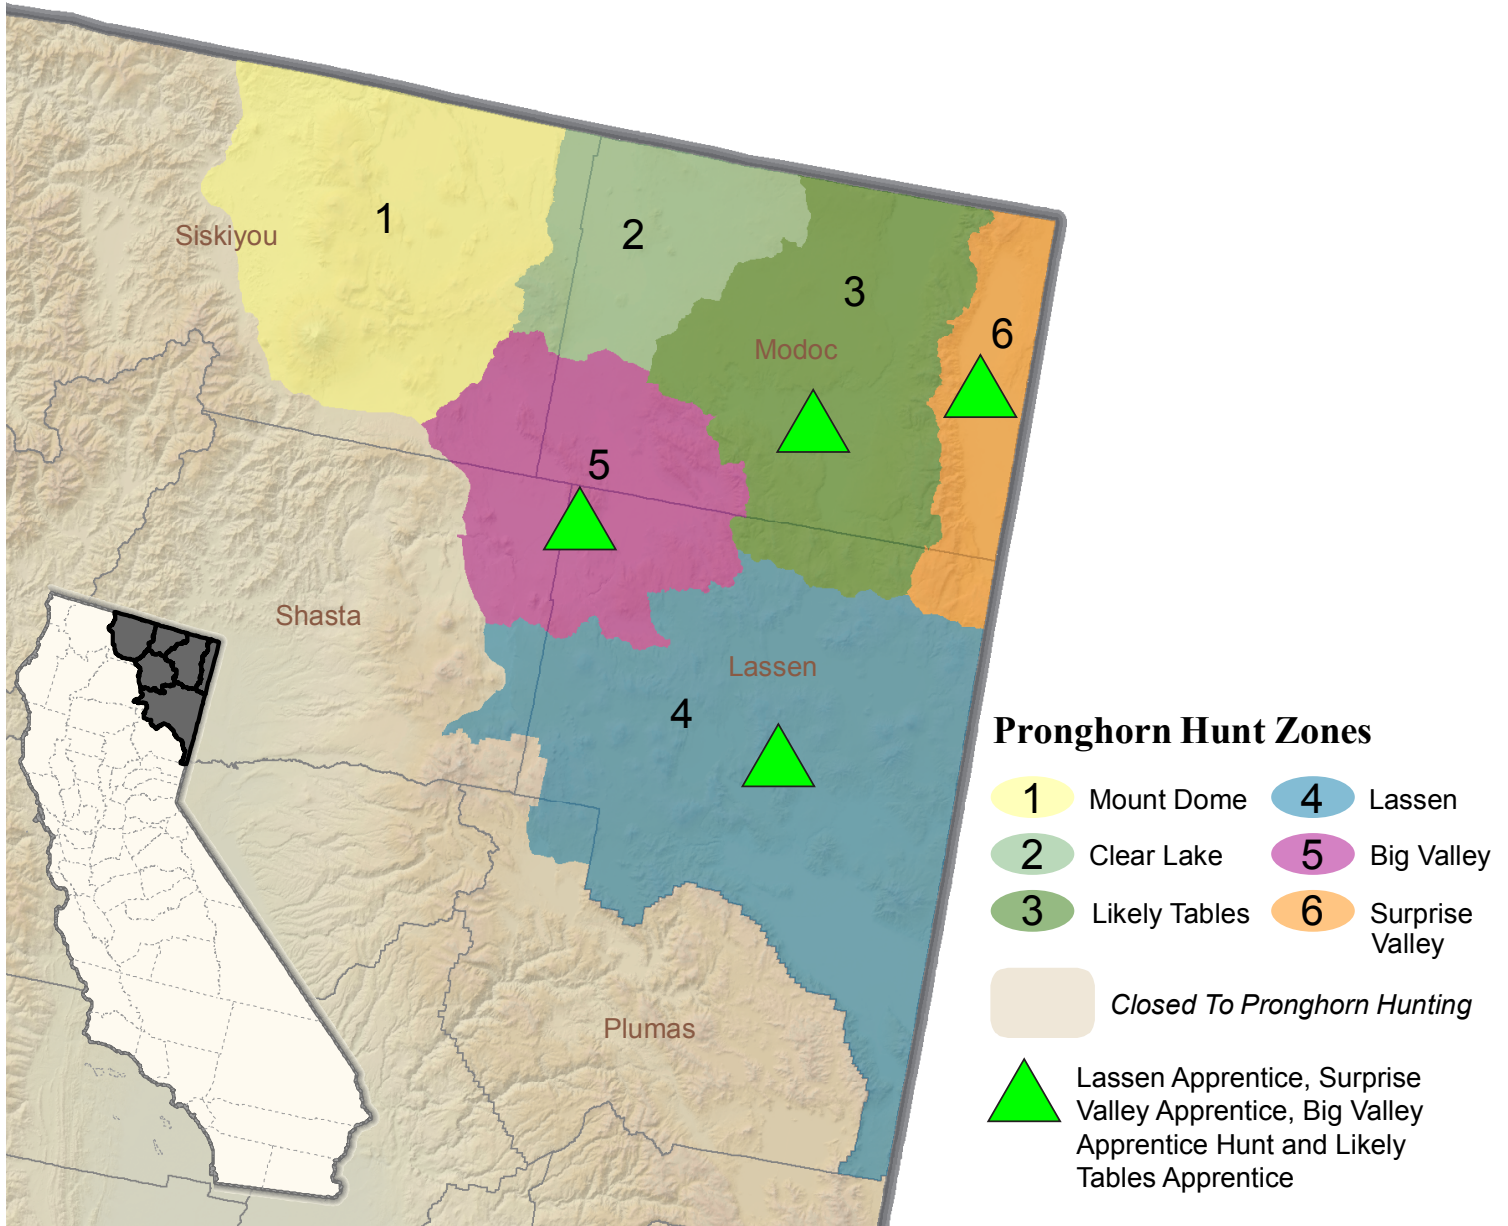 1
Siskiyou
2
3
6
Modoc
5
Shasta
Lassen
4
Plumas
Pronghorn Hunt Zones
1 Mount Dome
4 Lassen
2 Clear Lake
5 Big Valley
3 Likely Tables
6 Surprise
Valley
Closed To Pronghorn Hunting
Lassen Apprentice, Surprise
Valley Apprentice, Big Valley
Apprentice Hunt and Likely
Tables Apprentice